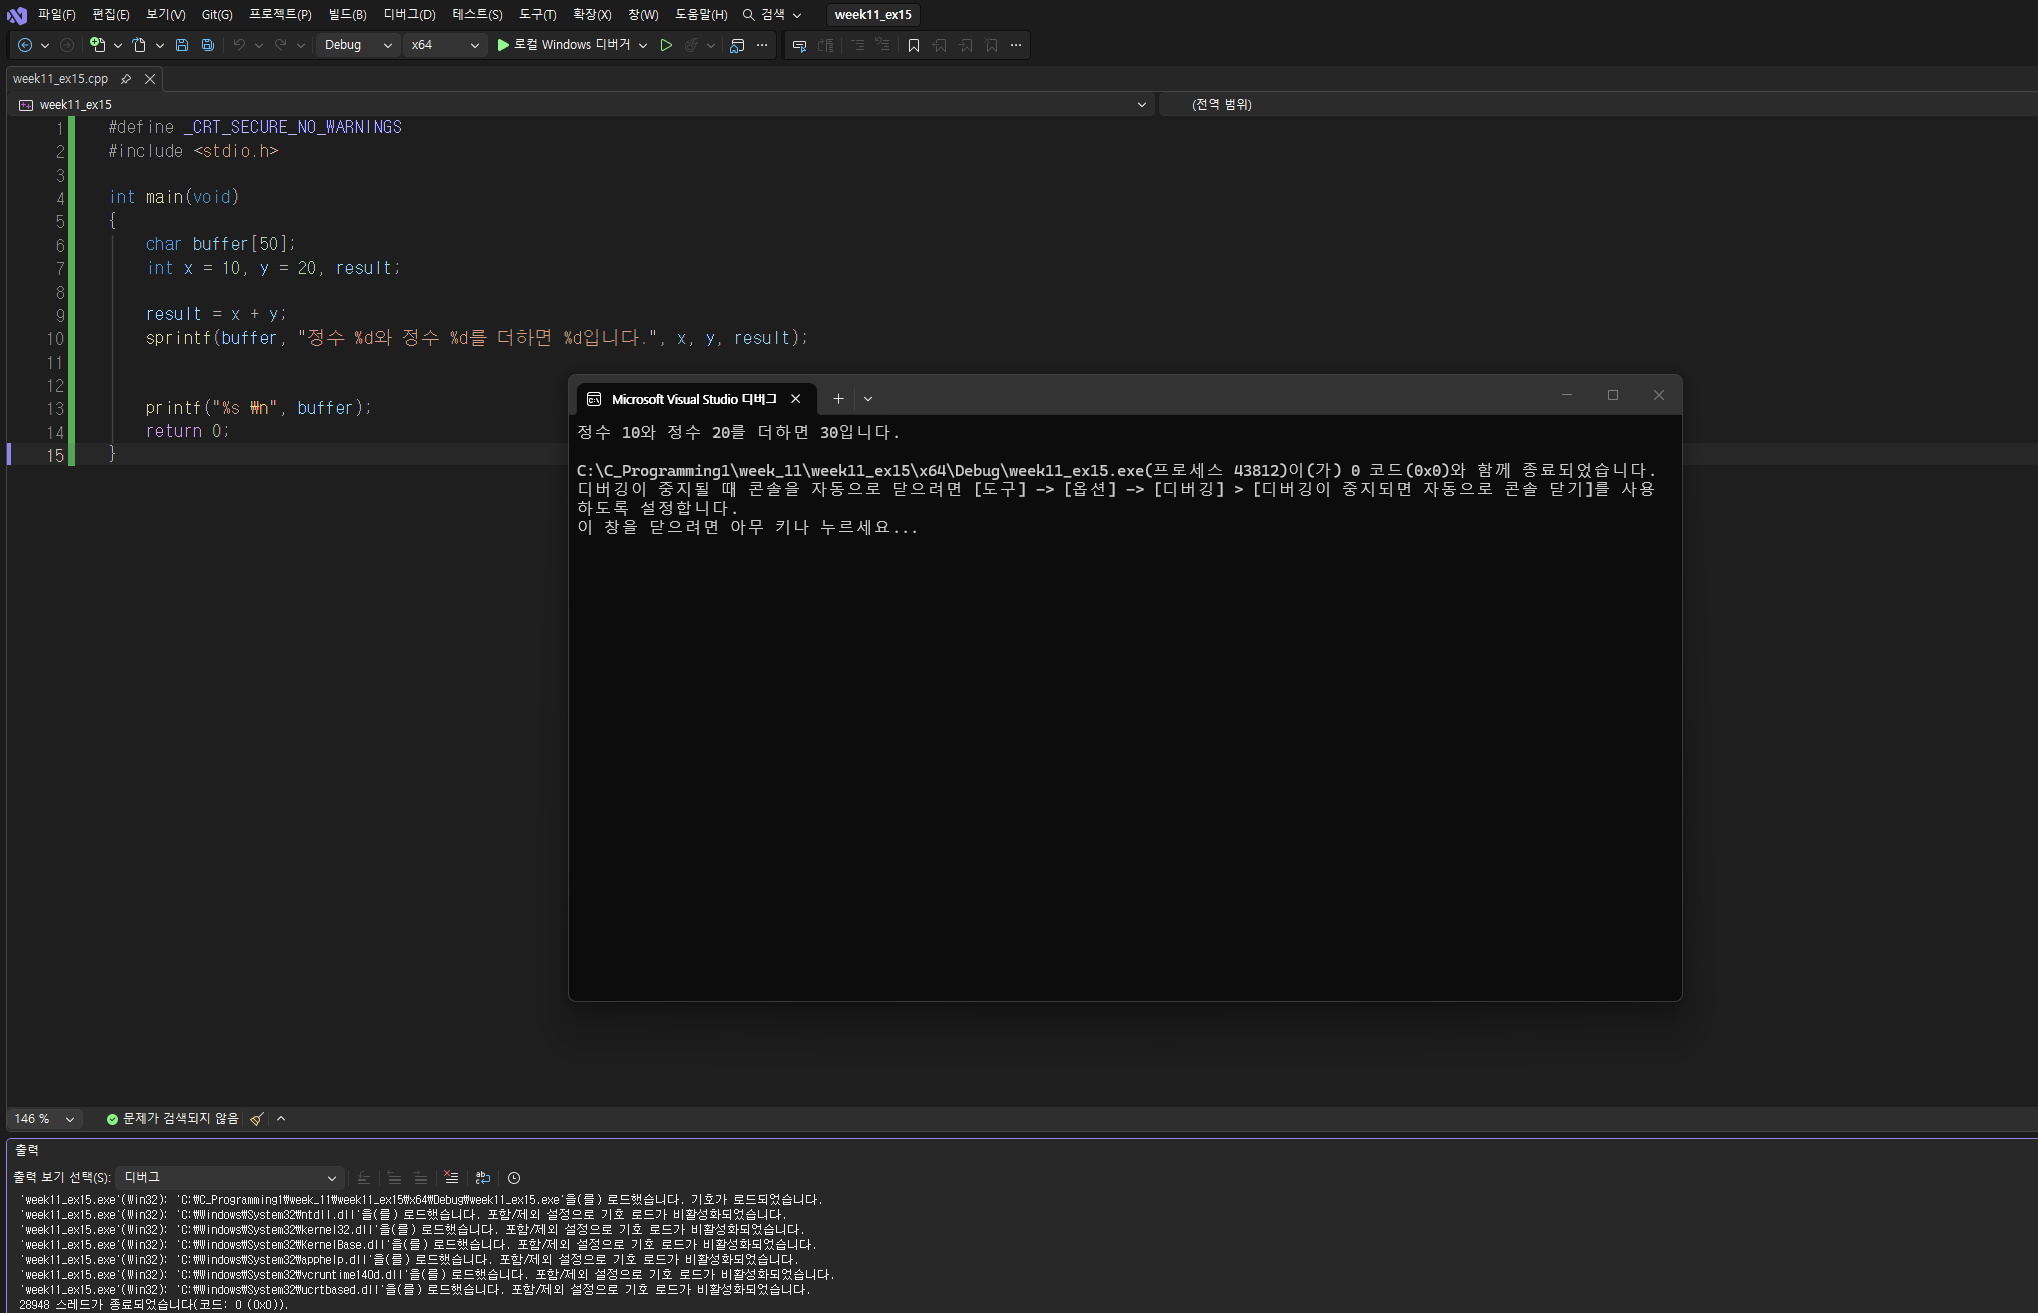 파일(F) 편집(E) 보기(V) Git(G) 프로젝트(P) 빌드(B) 디버그(D) 테스트(S) 도구(T) 확장(X) 창(W) 도움말(H) 검색 week11_ex15
Debug x64 로컬 Windows 디버거
week11_ex15.cpp
week11_ex15 (전역 범위)
1 #define _CRT_SECURE_NO_WARNINGS
2 #include <stdio.h>
3
4 int main(void)
5 {
6 char buffer[50];
7 int x = 10, y = 20, result;
8
9 result = x + y;
10 sprintf(buffer, "정수 %d와 정수 %d를 더하면 %d입니다.", x, y, result);
11
12
13 printf("%s ₩n", buffer);
14 return 0;
15 }
Microsoft Visual Studio 디버그
정수 10와 정수 20를 더하면 30입니다.
C:\C_Programming1\week_11\week11_ex15\x64\Debug\week11_ex15.exe(프로세스 43812)이(가) 0 코드(0x0)와 함께 종료되었습니다.
디버깅이 중지될 때 콘솔을 자동으로 닫으려면 [도구] -> [옵션] -> [디버깅] > [디버깅이 중지되면 자동으로 콘솔 닫기]를 사용
하도록 설정합니다.
이 창을 닫으려면 아무 키나 누르세요...
146 % 문제가 검색되지 않음
출력
출력 보기 선택(S): 디버그
'week11_ex15.exe'(Win32): 'C:₩C_Programming1₩week_11₩week11_ex15₩x64₩Debug₩week11_ex15.exe'을(를) 로드했습니다. 기호가 로드되었습니다.
'week11_ex15.exe'(Win32): 'C:₩Windows₩System32₩ntdll.dll'을(를) 로드했습니다. 포함/제외 설정으로 기호 로드가 비활성화되었습니다.
'week11_ex15.exe'(Win32): 'C:₩Windows₩System32₩kernel32.dll'을(를) 로드했습니다. 포함/제외 설정으로 기호 로드가 비활성화되었습니다.
'week11_ex15.exe'(Win32): 'C:₩Windows₩System32₩KernelBase.dll'을(를) 로드했습니다. 포함/제외 설정으로 기호 로드가 비활성화되었습니다.
'week11_ex15.exe'(Win32): 'C:₩Windows₩System32₩apphelp.dll'을(를) 로드했습니다. 포함/제외 설정으로 기호 로드가 비활성화되었습니다.
'week11_ex15.exe'(Win32): 'C:₩Windows₩System32₩vcruntime140d.dll'을(를) 로드했습니다. 포함/제외 설정으로 기호 로드가 비활성화되었습니다.
'week11_ex15.exe'(Win32): 'C:₩Windows₩System32₩ucrtbased.dll'을(를) 로드했습니다. 포함/제외 설정으로 기호 로드가 비활성화되었습니다.
28948 스레드가 종료되었습니다(코드: 0 (0x0)).